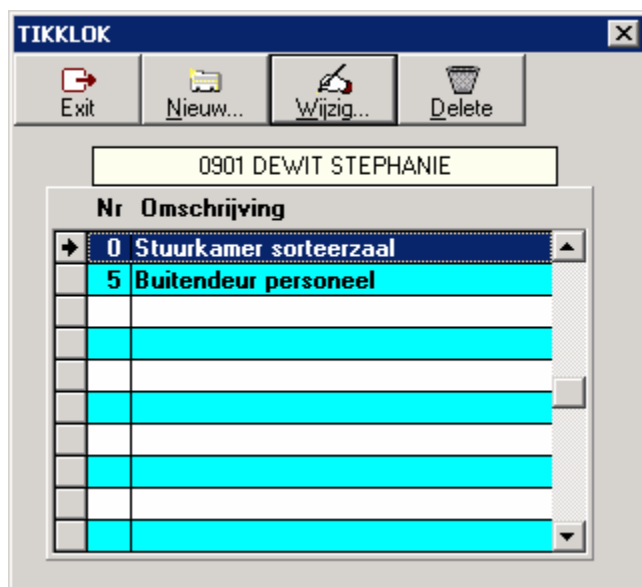 TIKKLOK
Exit Nieuw... Wijzig... Delete
0901 DEWIT STEPHANIE
Nr Omschrijving
0 Stuurkamer sorteerzaal
5 Buitendeur personeel